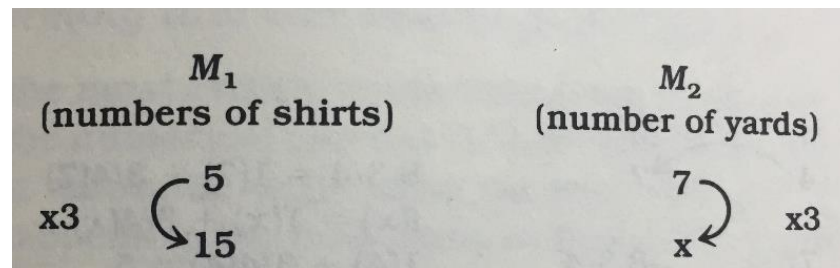 M₁ M₂
(numbers of shirts) (number of yards)
5 7
x3 x3
15 x